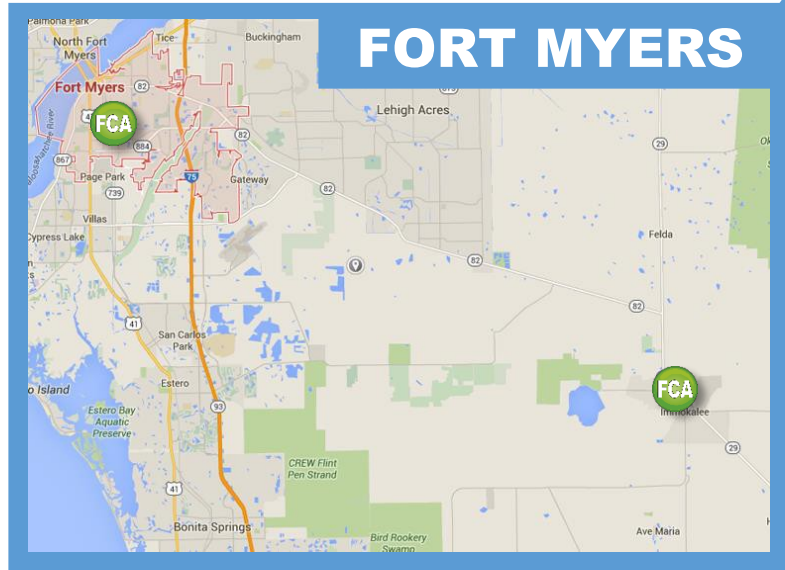 FORT MYERS
Palmona Park
North Fort
Myers
Tice
Buckingham
Fort Myers
82
Lehigh Acres
FCA
82
884
29
867
Page Park
75
Gateway
739
82
Villas
Cypress Lake
Felda
82
82
41
San Carlos
Park
Estero
FCA
Immokalee
93
Estero Bay
Aquatic
Preserve
29
CREW Flint
Pen Strand
41
Bonita Springs
Bird Rookery
Swamp
Ave Maria